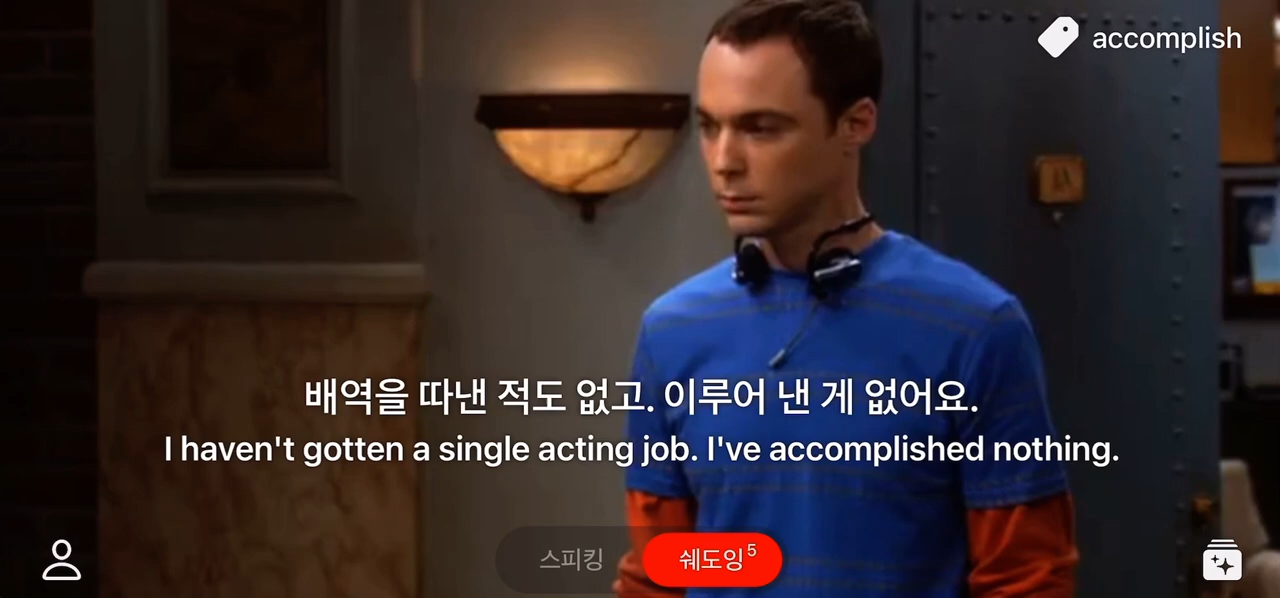 accomplish
배역을 따낸 적도 없고. 이루어 낸 게 없어요.
I haven't gotten a single acting job. I've accomplished nothing.
스피킹
쉐도잉5